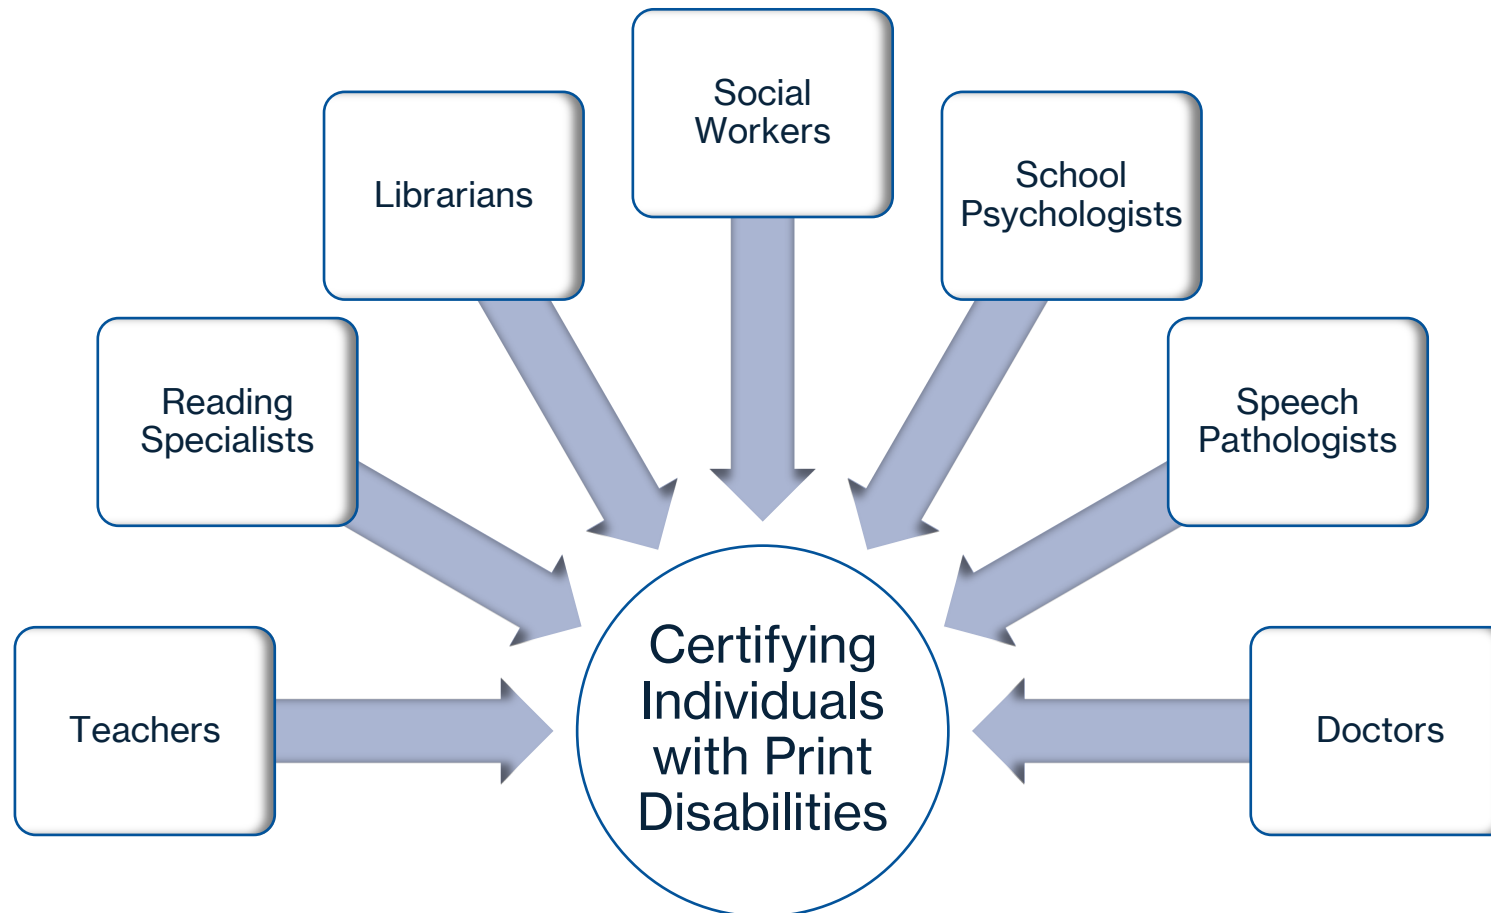 Social
Workers
Librarians
School
Psychologists
Reading
Specialists
Speech
Pathologists
Teachers
Certifying
Individuals
with Print
Disabilities
Doctors